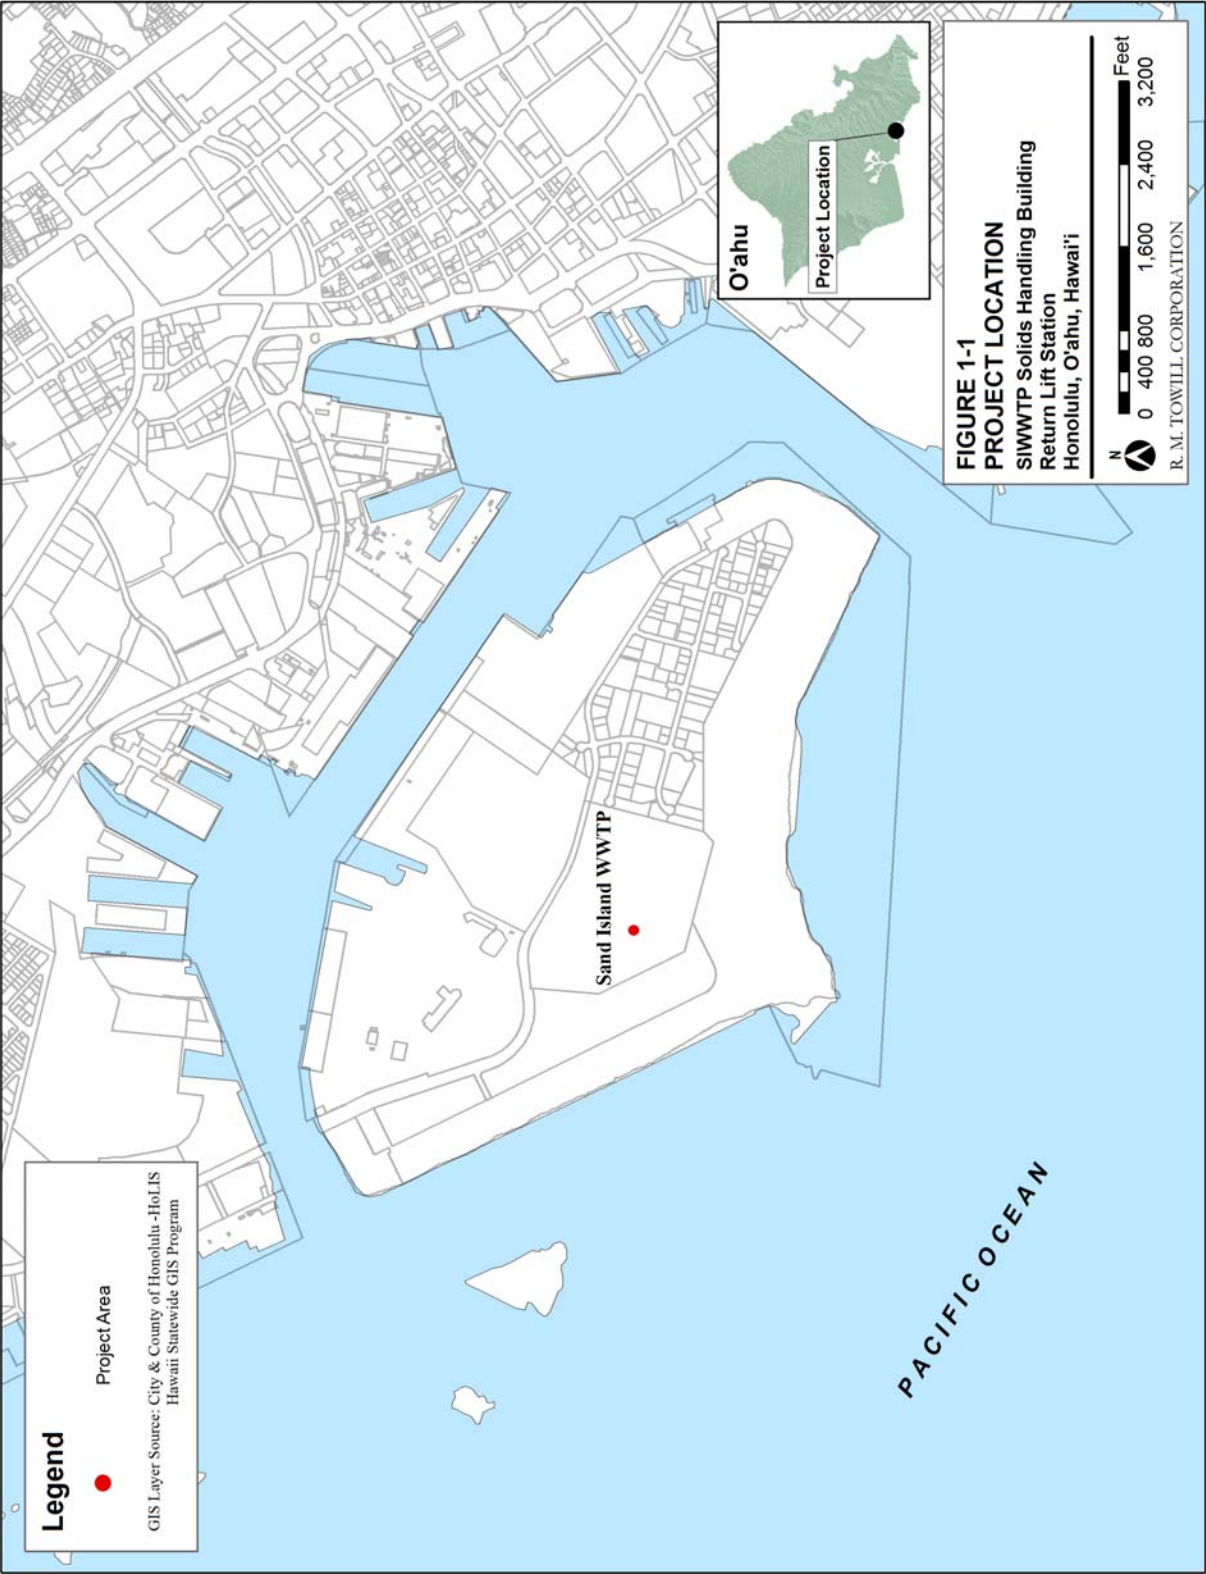 Legend
Project Area
GIS Layer Source: City & County of Honolulu -HoLIS
Hawaii Statewide GIS Program
Sand Island WWTP
PACIFIC OCEAN
O'ahu
Project Location
FIGURE 1-1
PROJECT LOCATION
SIWWTP Solids Handling Building
Return Lift Station
Honolulu, O'ahu, Hawai'i
N
0 400 800 1,600 2,400 3,200
Feet
R. M. TOWILL CORPORATION